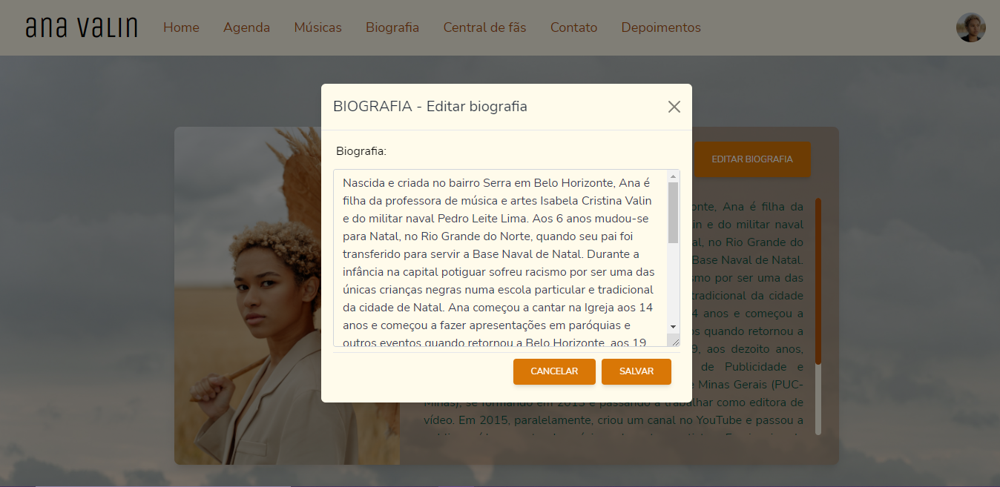 ana valin
Home Agenda Músicas Biografia Central de fãs Contato Depoimentos
BIOGRAFIA - Editar biografia
Biografia:
Nascida e criada no bairro Serra em Belo Horizonte, Ana é
filha da professora de música e artes Isabela Cristina Valin
e do militar naval Pedro Leite Lima. Aos 6 anos mudou-se
para Natal, no Rio Grande do Norte, quando seu pai foi
transferido para servir a Base Naval de Natal. Durante a
infância na capital potiguar sofreu racismo por ser uma das
únicas crianças negras numa escola particular e tradicional
da cidade de Natal. Ana começou a cantar na Igreja aos 14
anos e começou a fazer apresentações em paróquias e
outros eventos quando retornou a Belo Horizonte, aos 19
CANCELAR SALVAR
EDITAR BIOGRAFIA
Ana é filha da
e do militar naval
no Rio Grande do
Base Naval de Natal.
por ser uma das
tradicional da cidade
anos e começou a
quando retornou a
aos dezoito anos,
de Publicidade e
Minas Gerais (PUC-
Minas), se formando em 2013 e passando a trabalhar como editora de
vídeo. Em 2015, paralelamente, criou um canal no YouTube e passou a